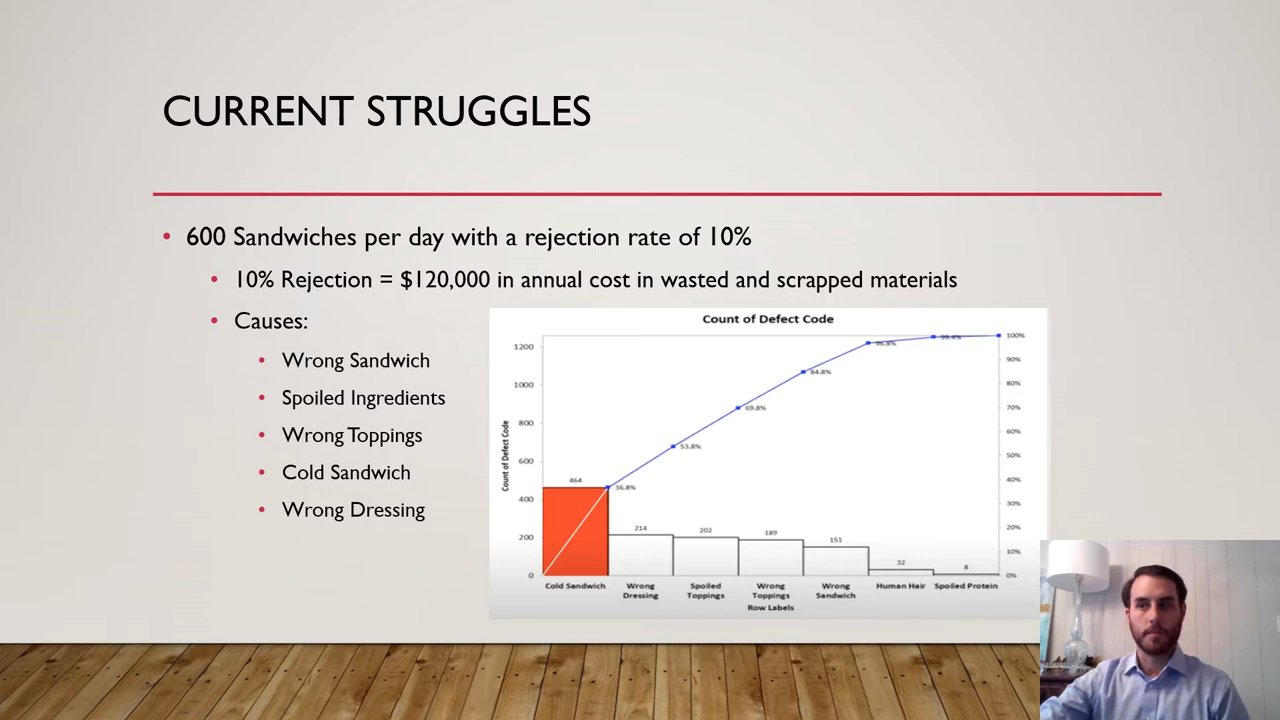 CURRENT STRUGGLES
• 600 Sandwiches per day with a rejection rate of 10%
• 10% Rejection = $120,000 in annual cost in wasted and scrapped materials
• Causes:
• Wrong Sandwich
• Spoiled Ingredients
• Wrong Toppings
• Cold Sandwich
• Wrong Dressing
Count of Defect Code
Count of Defect Code
1200
1000
800
600
400
200
0
464
214
202
189
151
32
8
36.8%
53.8%
69.8%
84.8%
96.8%
99.4%
100%
90%
80%
70%
60%
50%
40%
30%
20%
10%
0%
Cold Sandwich
Wrong
Dressing
Spoiled
Toppings
Wrong
Toppings
Wrong
Sandwich
Human Hair
Spoiled Protein
Row Labels